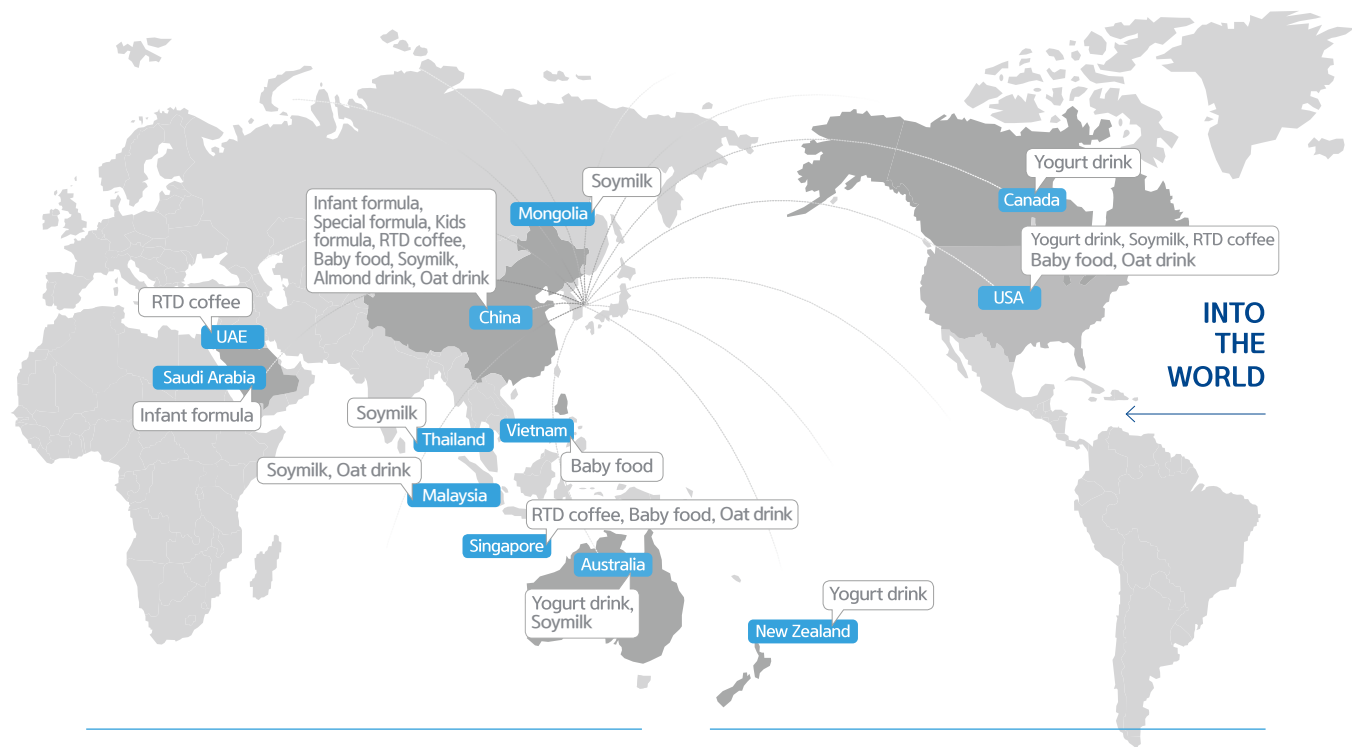 Yogurt drink
Canada
Soymilk
Mongolia
Infant formula,
Special formula, Kids
formula, RTD coffee,
Baby food, Soymilk,
Almond drink, Oat drink
China
Yogurt drink, Soymilk, RTD coffee
Baby food, Oat drink
USA
RTD coffee
UAE
Saudi Arabia
Infant formula
INTO
THE
WORLD
Soymilk
Thailand
Vietnam
Baby food
Soymilk, Oat drink
Malaysia
RTD coffee, Baby food, Oat drink
Singapore
Australia
Yogurt drink,
Soymilk
Yogurt drink
New Zealand